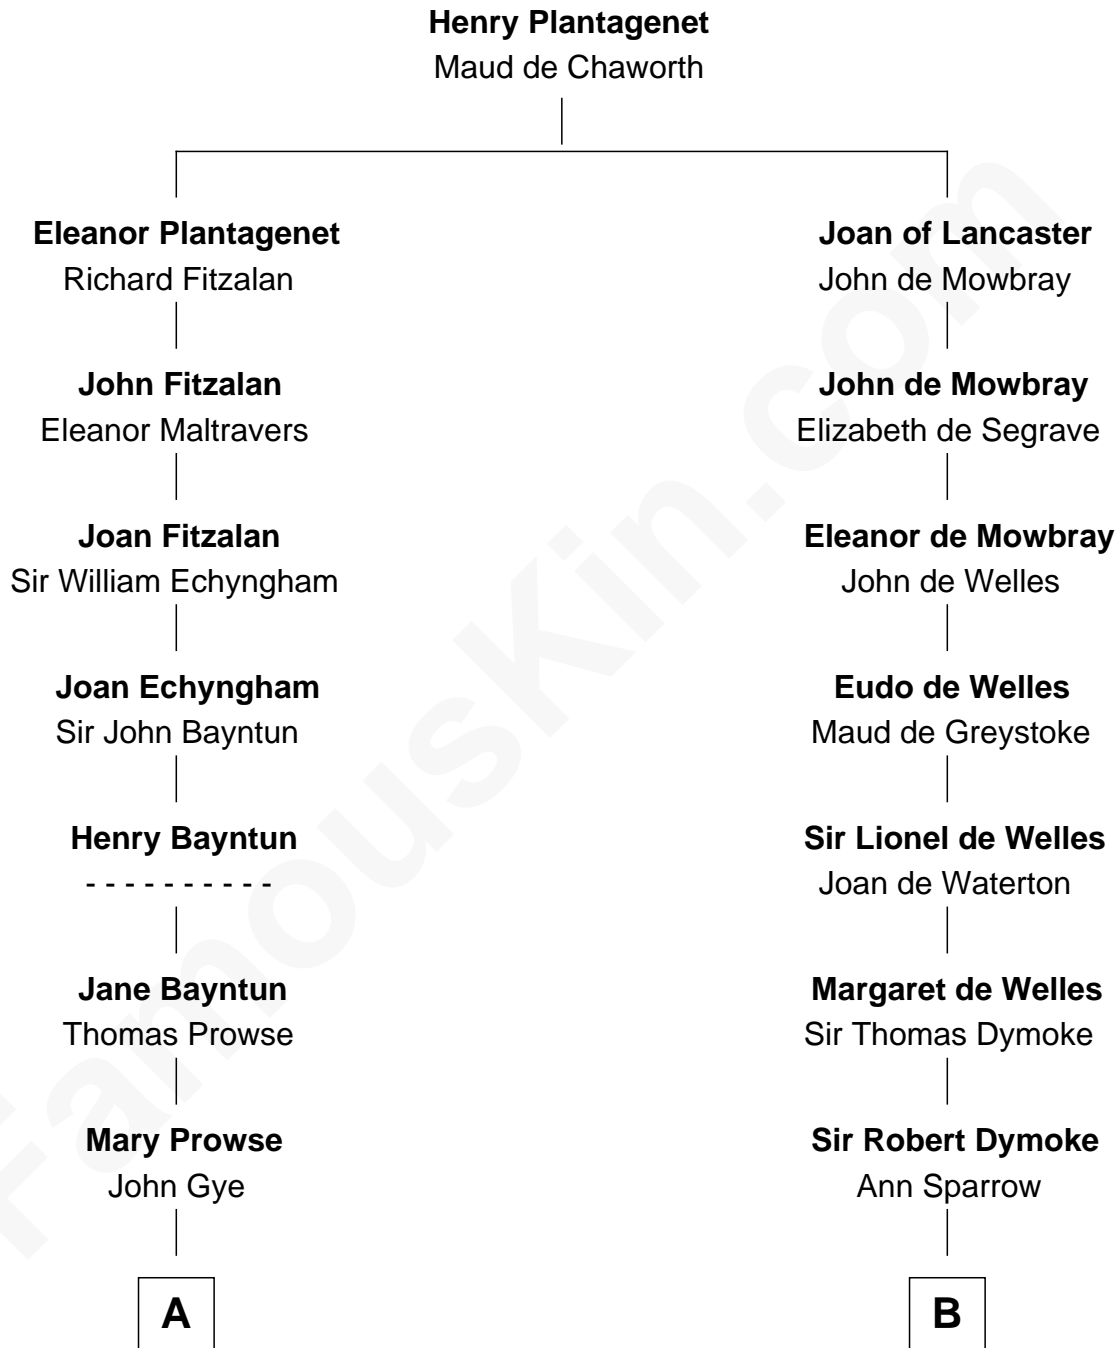 Henry Plantagenet
Maud de Chaworth
Eleanor Plantagenet
Richard Fitzalan
Joan of Lancaster
John de Mowbray
John Fitzalan
Eleanor Maltravers
John de Mowbray
Elizabeth de Segrave
Joan Fitzalan
Sir William Echyngham
Eleanor de Mowbray
John de Welles
Joan Echyngham
Sir John Bayntun
Eudo de Welles
Maud de Greystoke
Henry Bayntun
- - - - - - - - - -
Sir Lionel de Welles
Joan de Waterton
Jane Bayntun
Thomas Prowse
Margaret de Welles
Sir Thomas Dymoke
Mary Prowse
John Gye
Sir Robert Dymoke
Ann Sparrow
A
B
FamousKin.com